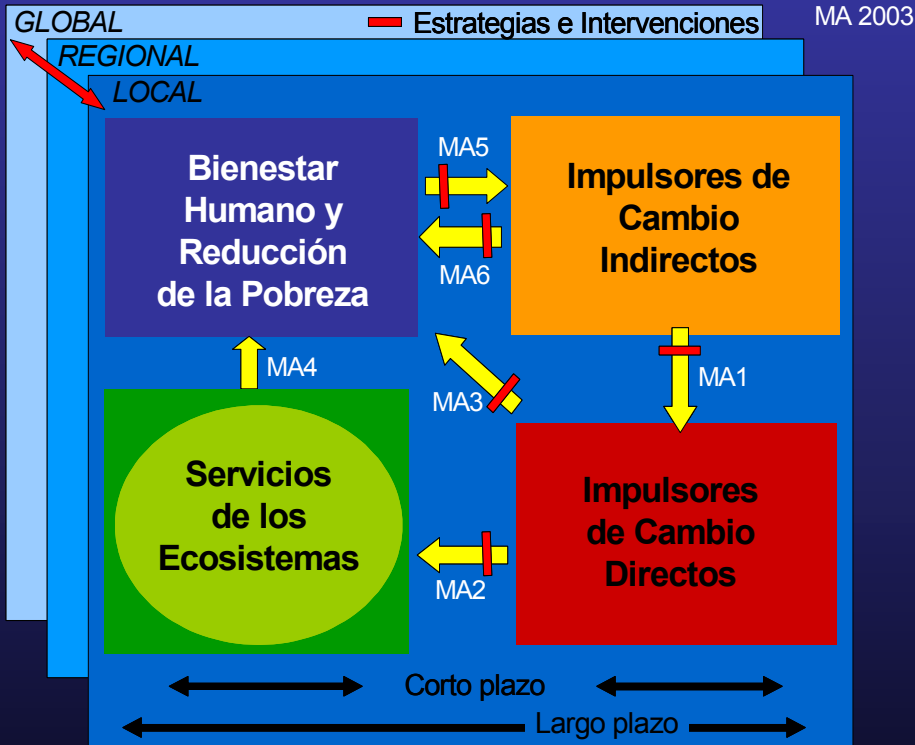 GLOBAL
Estrategias e Intervenciones
MA 2003
REGIONAL
LOCAL
Bienestar
Humano y
Reducción
de la Pobreza
MA5
MA6
Impulsores de
Cambio
Indirectos
MA4
MA3
MA1
Servicios
de los
Ecosistemas
MA2
Impulsores
de Cambio
Directos
Corto plazo
Largo plazo